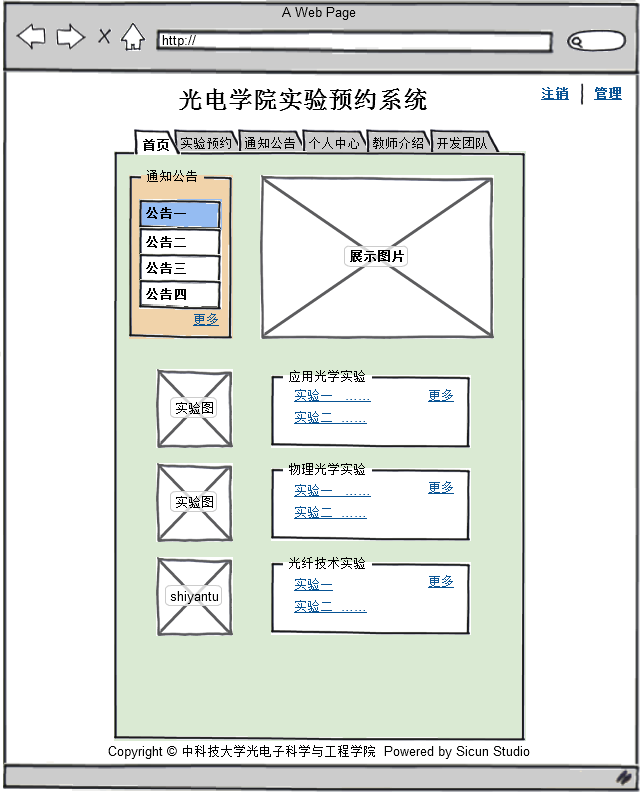 A Web Page
http://
光电学院实验预约系统
注销 | 管理
首页 实验预约 通知公告 个人中心 教师介绍 开发团队
通知公告
公告一
公告二
公告三
公告四
更多
展示图片
实验图
应用光学实验
实验一 ......
更多
实验二 ......
实验图
物理光学实验
实验一 ......
更多
实验二 ......
shiyantu
光纤技术实验
实验一
更多
实验二 ......
Copyright © 中科技大学光电子科学与工程学院 Powered by Sicun Studio